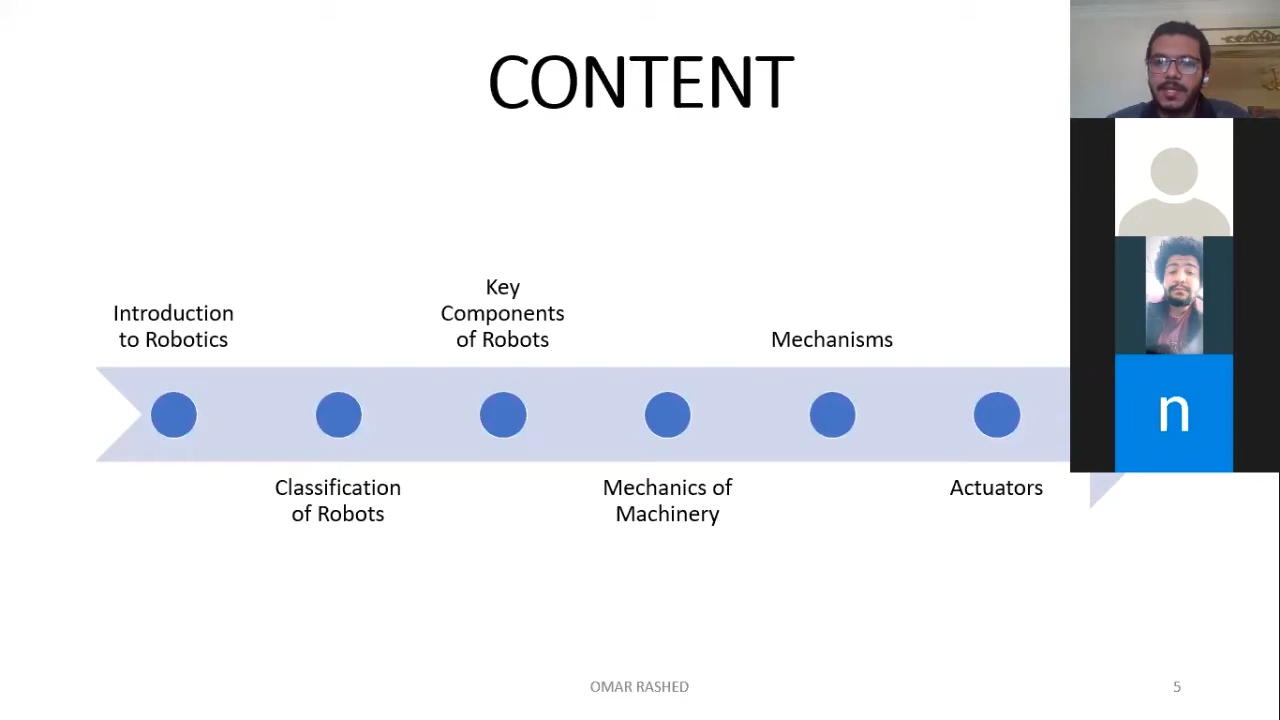 CONTENT
Introduction
to Robotics
Classification
of Robots
Key
Components
of Robots
Mechanics of
Machinery
Mechanisms
Actuators
n
OMAR RASHED
5